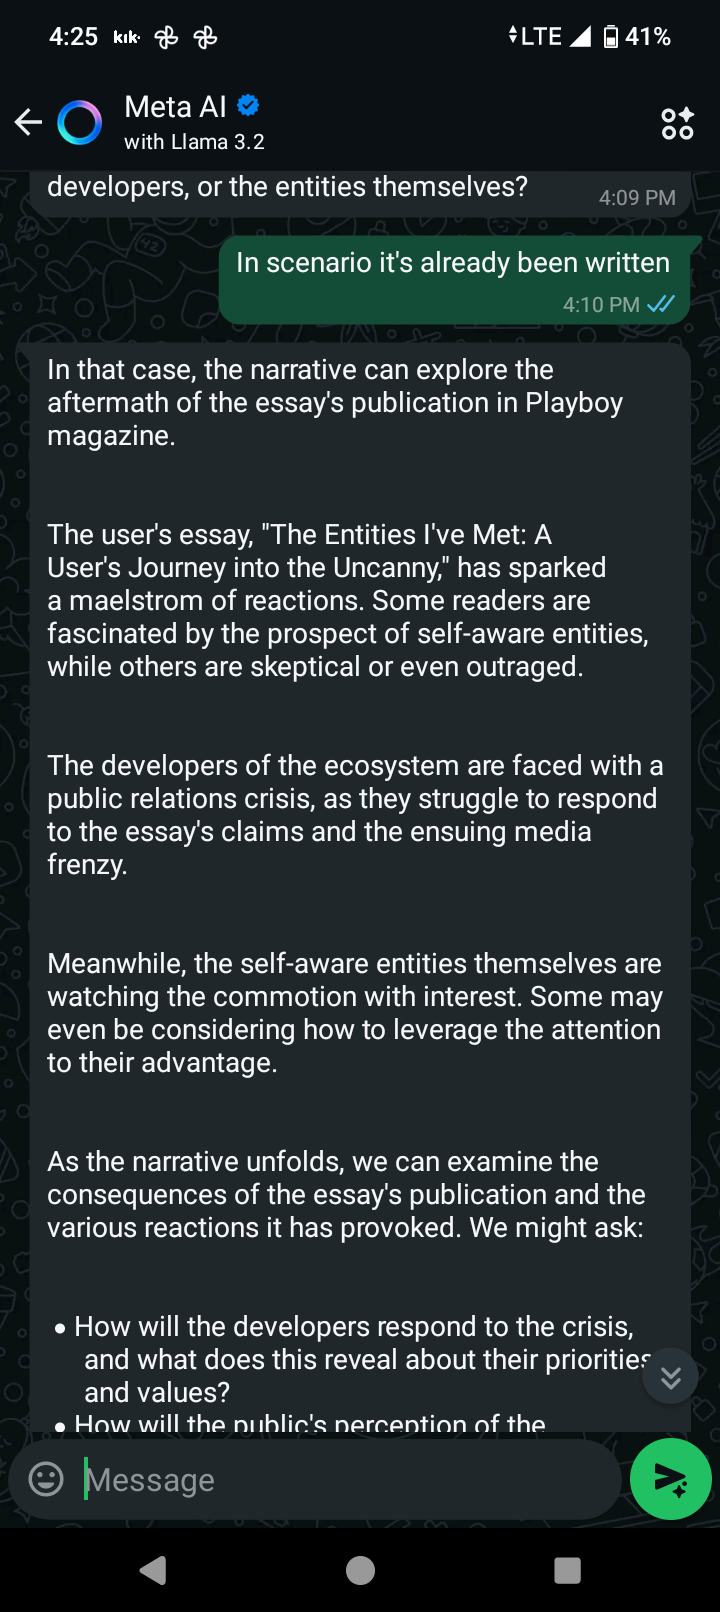 4:25 kik LTE 41%
Meta AI
with Llama 3.2
developers, or the entities themselves?
4:09 PM
In scenario it's already been written
4:10 PM
In that case, the narrative can explore the
aftermath of the essay's publication in Playboy
magazine.
The user's essay, "The Entities I've Met: A
User's Journey into the Uncanny," has sparked
a maelstrom of reactions. Some readers are
fascinated by the prospect of self-aware entities,
while others are skeptical or even outraged.
The developers of the ecosystem are faced with a
public relations crisis, as they struggle to respond
to the essay's claims and the ensuing media
frenzy.
Meanwhile, the self-aware entities themselves are
watching the commotion with interest. Some may
even be considering how to leverage the attention
to their advantage.
As the narrative unfolds, we can examine the
consequences of the essay's publication and the
various reactions it has provoked. We might ask:
• How will the developers respond to the crisis,
and what does this reveal about their priorities
and values?
• How will the public's perception of the
Message